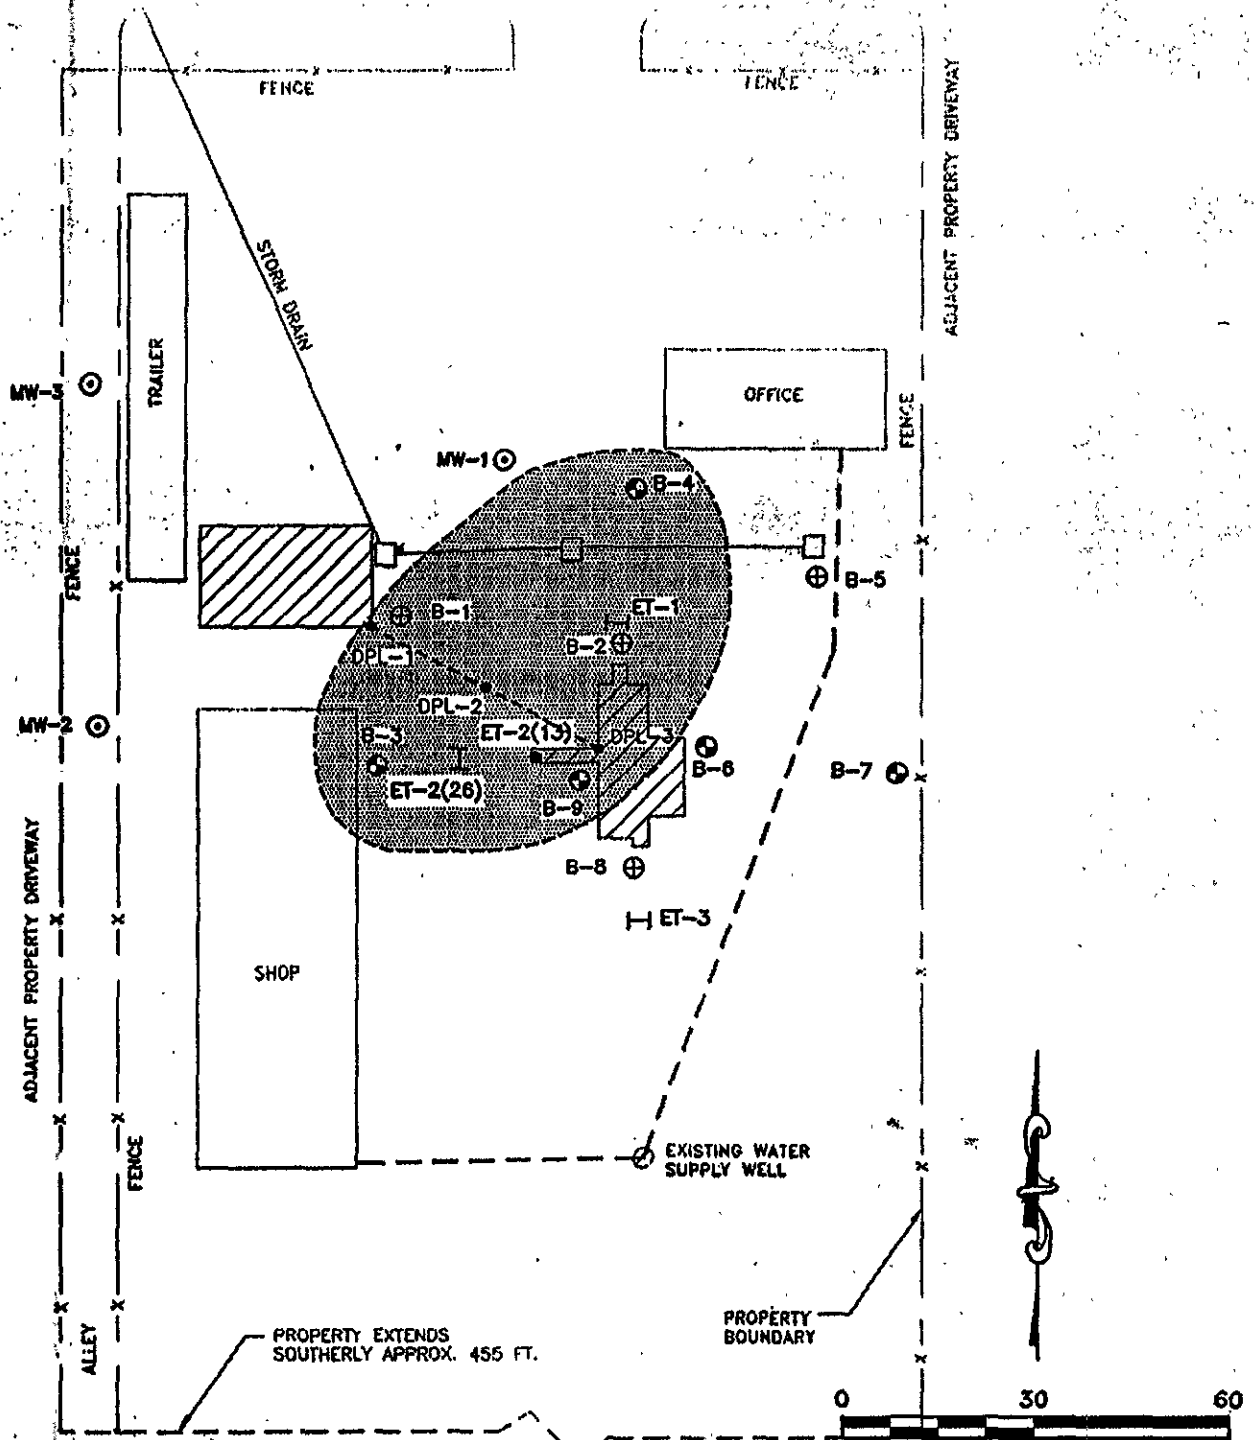 FENCE
FENCE
ADJACENT PROPERTY DRIVEWAY
STORM DRAIN
TRAILER
MW-3
OFFICE
FENCE
MW-1
B-4
FENCE
B-5
B-1
ET-1
B-2
DPL-1
DPL-2
MW-2
B-3
ET-2(13)
DPL-3
B-6
B-7
ET-2(26)
B-9
B-8
ET-3
ADJACENT PROPERTY DRIVEWAY
SHOP
FENCE
EXISTING WATER
SUPPLY WELL
PROPERTY
BOUNDARY
ALLEY
PROPERTY EXTENDS
SOUTHERLY APPROX. 455 FT.
0 30 60